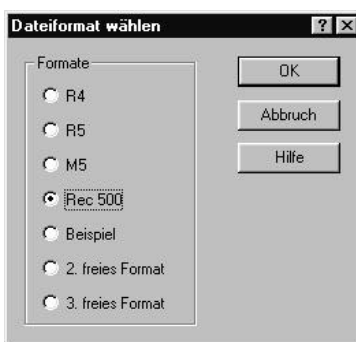 Dateiformat wählen
Formate
R4
R5
M5
Rec 500
Beispiel
2. freies Format
3. freies Format
OK
Abbruch
Hilfe